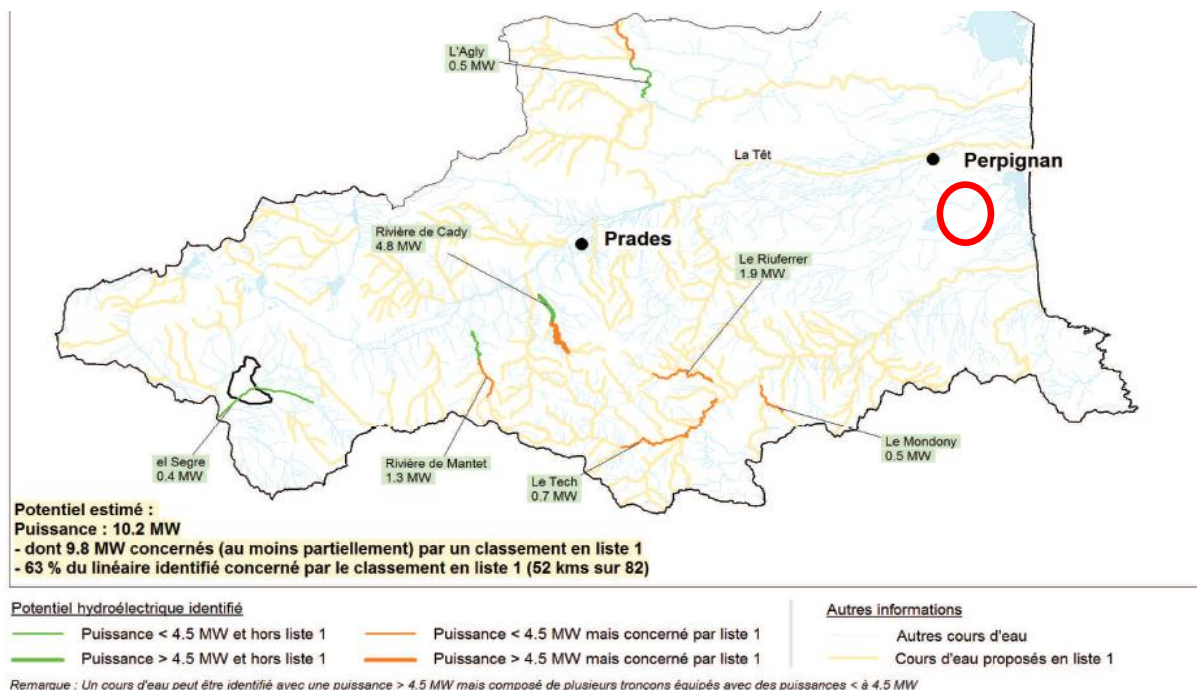 L'Agly
0.5 MW
La Têt
Perpignan
Rivière de Cady
4.8 MW
Prades
Le Riuferrer
1.9 MW
el Segre
0.4 MW
Rivière de Mantet
1.3 MW
Le Tech
0.7 MW
Le Mondony
0.5 MW
Potentiel estimé :
Puissance : 10.2 MW
- dont 9.8 MW concernés (au moins partiellement) par un classement en liste 1
- 63 % du linéaire identifié concerné par le classement en liste 1 (52 kms sur 82)
Potentiel hydroélectrique identifié
Puissance < 4.5 MW et hors liste 1
Puissance > 4.5 MW et hors liste 1
Puissance < 4.5 MW mais concerné par liste 1
Puissance > 4.5 MW mais concerné par liste 1
Autres informations
Autres cours d'eau
Cours d'eau proposés en liste 1
Remarque : Un cours d'eau peut être identifié avec une puissance > 4.5 MW mais composé de plusieurs tronçons équipés avec des puissances < à 4.5 MW